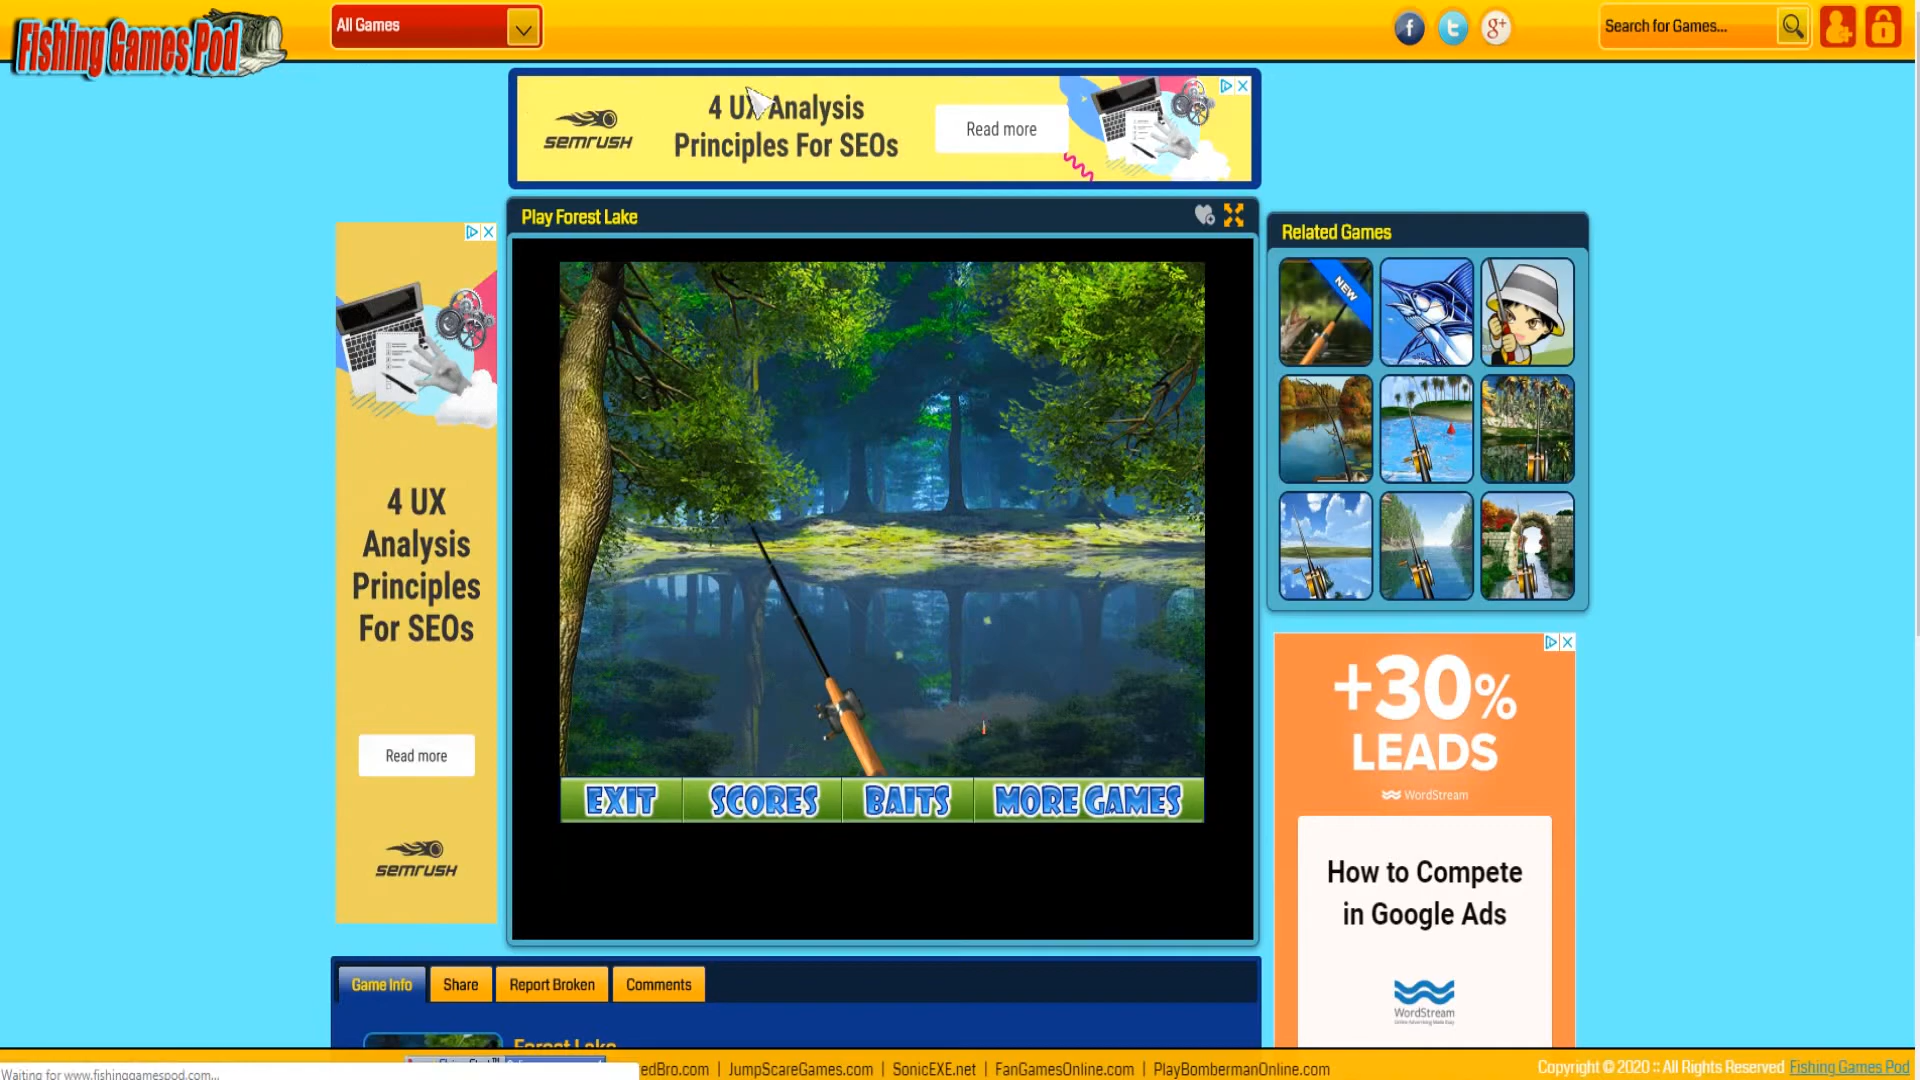 Fishing Games Pod
All Games
f
t
g+
Search for Games...
SEMRUSH
4 UX Analysis
Principles For SEOs
Read more
Play Forest Lake
Related Games
NEW
4 UX
Analysis
Principles
For SEOs
Read more
SEMRUSH
EXIT
SCORES
BAITS
MORE GAMES
+30%
LEADS
WordStream
How to Compete
in Google Ads
WordStream
Game Info
Share
Report Broken
Comments
Forest Lake
edBro.com | JumpScareGames.com | SonicEXE.net | FanGamesOnline.com | PlayBombermanOnline.com
Copyright © 2020 :: All Rights Reserved Fishing Games Pod
Waiting for www.fishinggamespod.com...